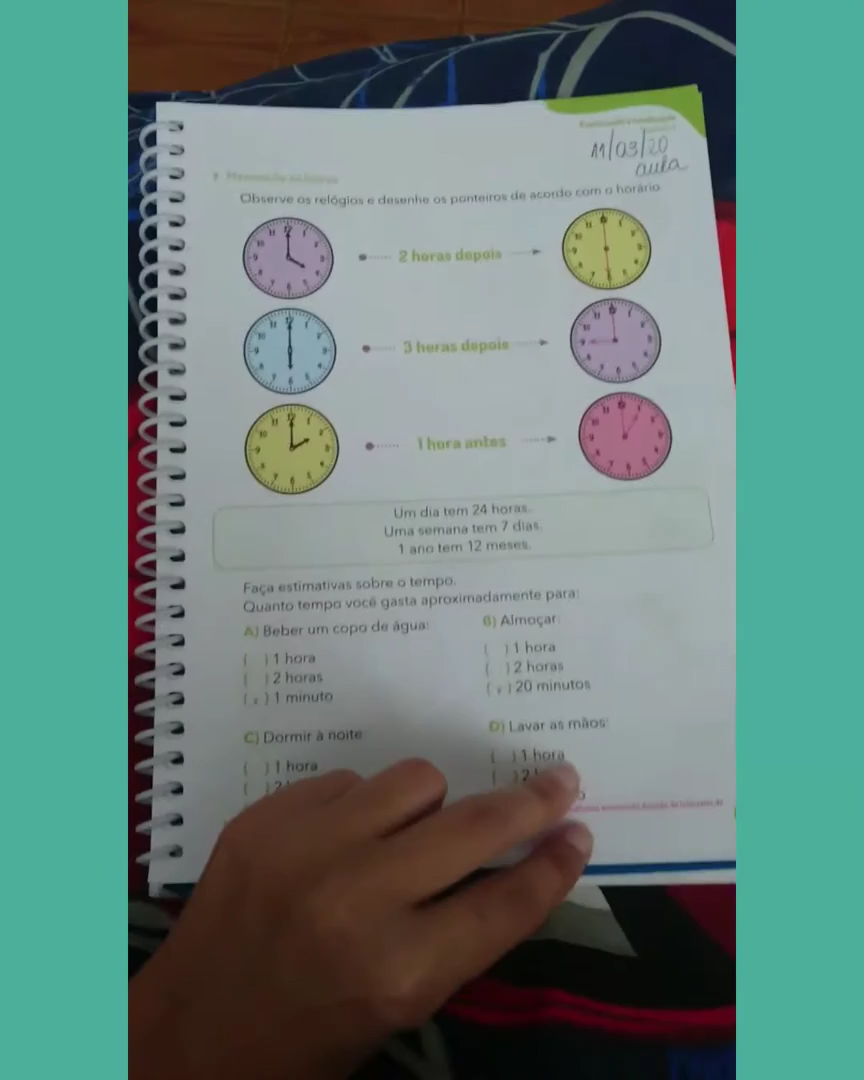 11/03/20
aula
Observe os relógios e desenhe os ponteiros de acordo com o horário.
2 horas depois
3 horas depois
1 hora antes
Um dia tem 24 horas.
Uma semana tem 7 dias.
1 ano tem 12 meses.
Faça estimativas sobre o tempo.
Quanto tempo você gasta aproximadamente para:
A) Beber um copo de água:
( ) 1 hora
( ) 2 horas
( x ) 1 minuto
B) Almoçar:
( ) 1 hora
( ) 2 horas
( x ) 20 minutos
C) Dormir à noite
( ) 1 hora
( ) 2
D) Lavar as mãos:
( ) 1 hora
( ) 2